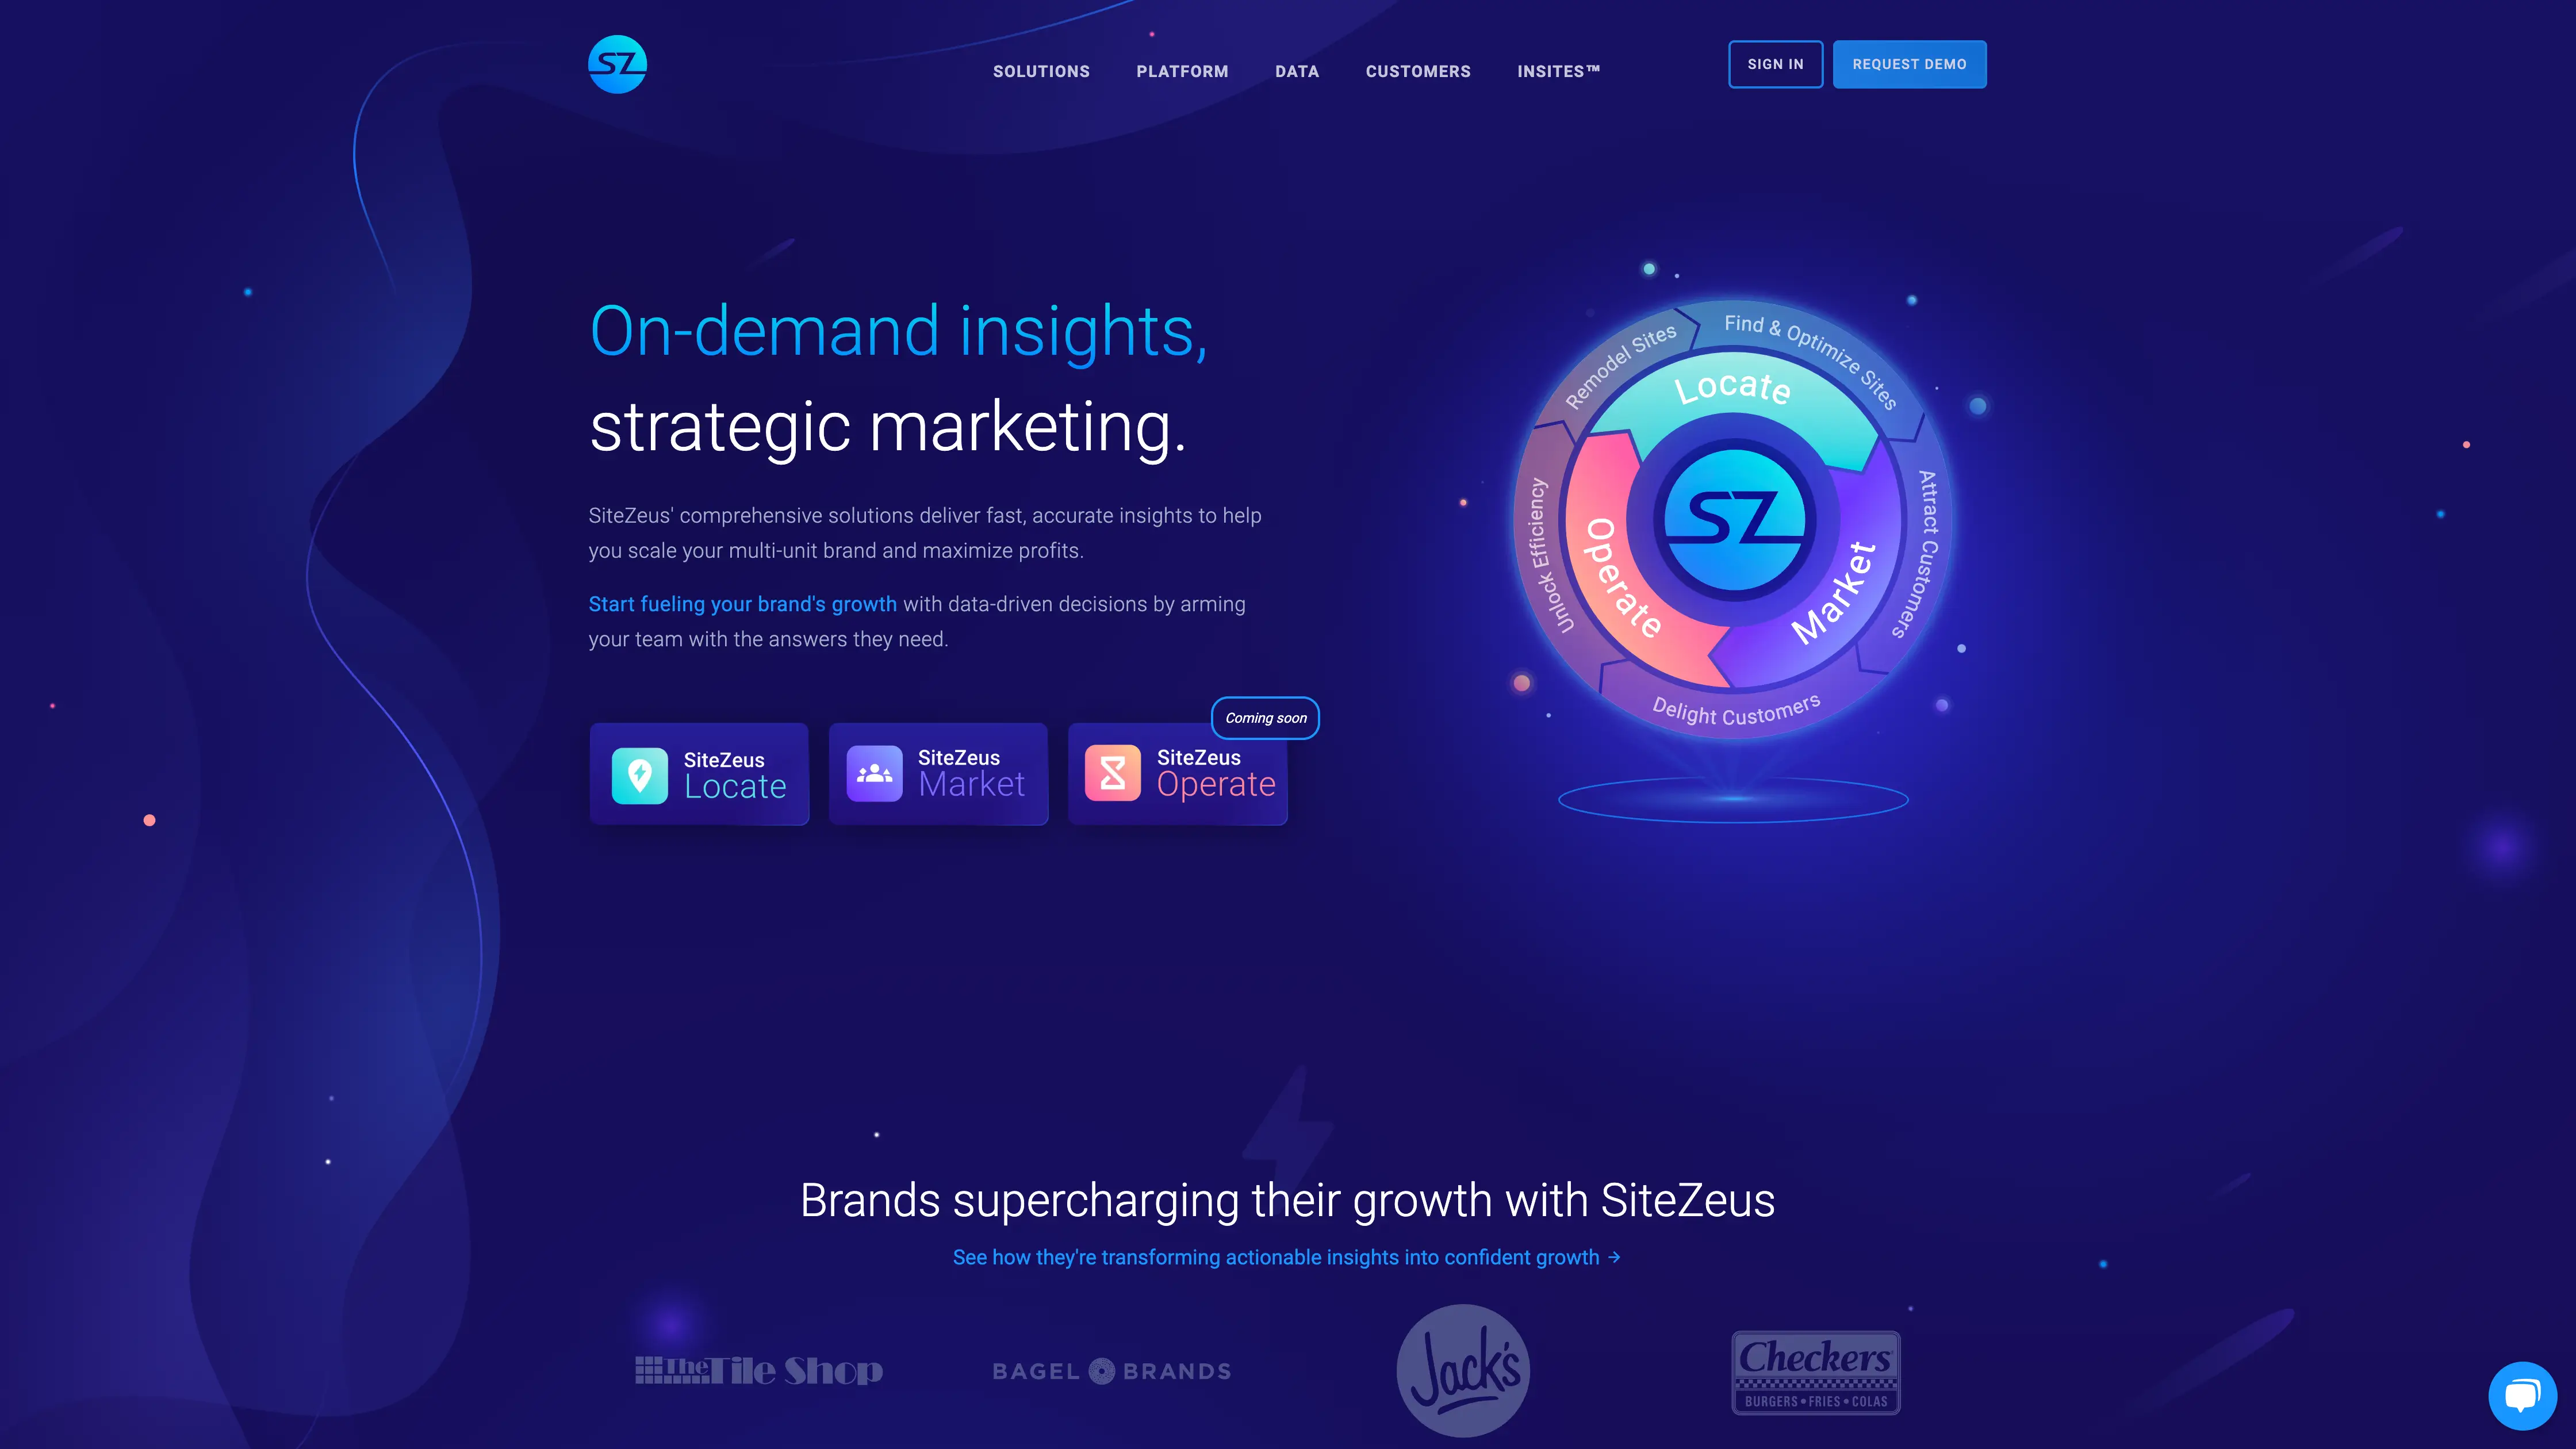 SZ
SOLUTIONS
PLATFORM
DATA
CUSTOMERS
INSITES™
SIGN IN
REQUEST DEMO
On-demand insights,
strategic marketing.
SiteZeus' comprehensive solutions deliver fast, accurate insights to help
you scale your multi-unit brand and maximize profits.
Start fueling your brand's growth with data-driven decisions by arming
your team with the answers they need.
SiteZeus
Locate
SiteZeus
Market
Coming soon
SiteZeus
Operate
Remodel Sites
Find & Optimize Sites
Attract Customers
Delight Customers
Unlock Efficiency
Locate
Market
Operate
SZ
Brands supercharging their growth with SiteZeus
See how they're transforming actionable insights into confident growth →
The Tile Shop
BAGEL BRANDS
Jack's
Checkers
BURGERS • FRIES • COLAS